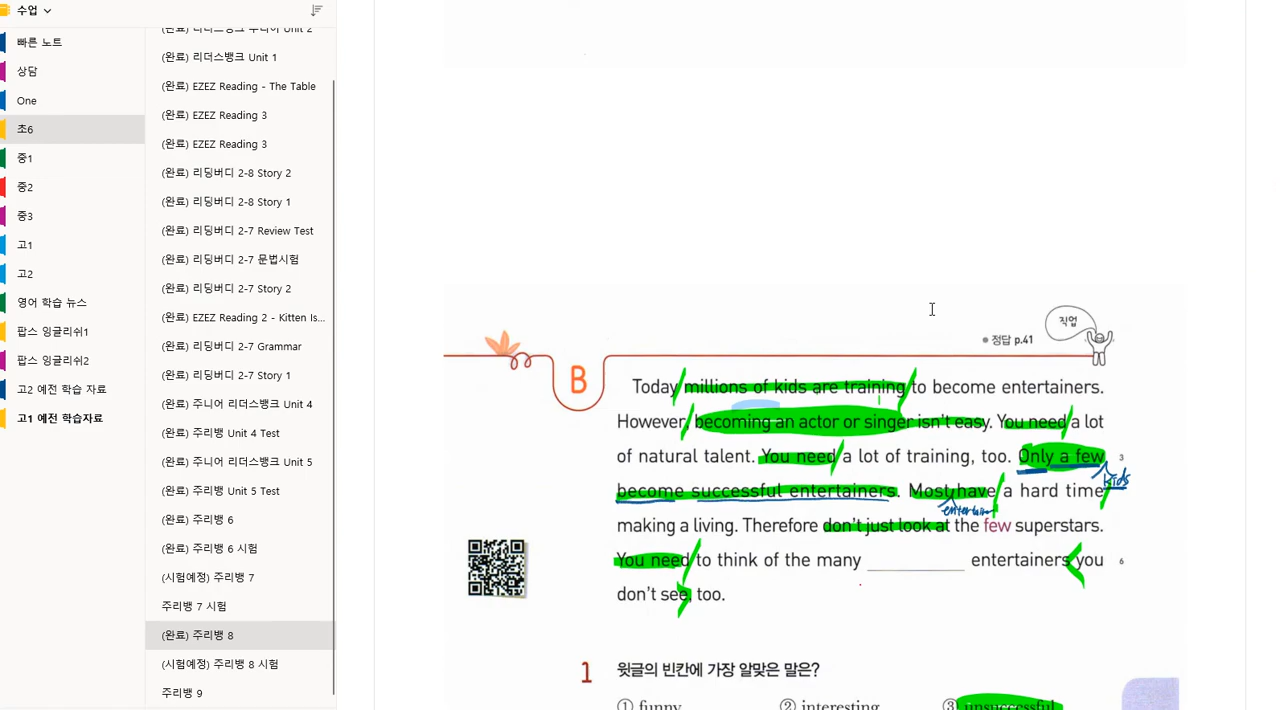 수업
빠른 노트
상담
One
초6
중1
중2
중3
고1
고2
영어 학습 뉴스
팝스 잉글리쉬1
팝스 잉글리쉬2
고2 예전 학습 자료
고1 예전 학습자료
(완료) 리더스뱅크 주니어 Unit 2
(완료) 리더스뱅크 Unit 1
(완료) EZEZ Reading - The Table
(완료) EZEZ Reading 3
(완료) EZEZ Reading 3
(완료) 리딩버디 2-8 Story 2
(완료) 리딩버디 2-8 Story 1
(완료) 리딩버디 2-7 Review Test
(완료) 리딩버디 2-7 문법시험
(완료) 리딩버디 2-7 Story 2
(완료) EZEZ Reading 2 - Kitten Is...
(완료) 리딩버디 2-7 Grammar
(완료) 리딩버디 2-7 Story 1
(완료) 주니어 리더스뱅크 Unit 4
(완료) 주리뱅 Unit 4 Test
(완료) 주니어 리더스뱅크 Unit 5
(완료) 주리뱅 Unit 5 Test
(완료) 주리뱅 6
(완료) 주리뱅 6 시험
(시험예정) 주리뱅 7
주리뱅 7 시험
(완료) 주리뱅 8
(시험예정) 주리뱅 8 시험
주리뱅 9
정답 p.41
직업
B
Today millions of kids are training to become entertainers.
However, becoming an actor or singer isn't easy. You need a lot
of natural talent. You need a lot of training, too. Only a few 3
kids
become successful entertainers. Most have a hard time
making a living. Therefore don't just look at the few superstars.
You need to think of the many ________ entertainers you 6
don't see, too.
1 윗글의 빈칸에 가장 알맞은 말은?
① funny ② interesting ③ unsuccessful